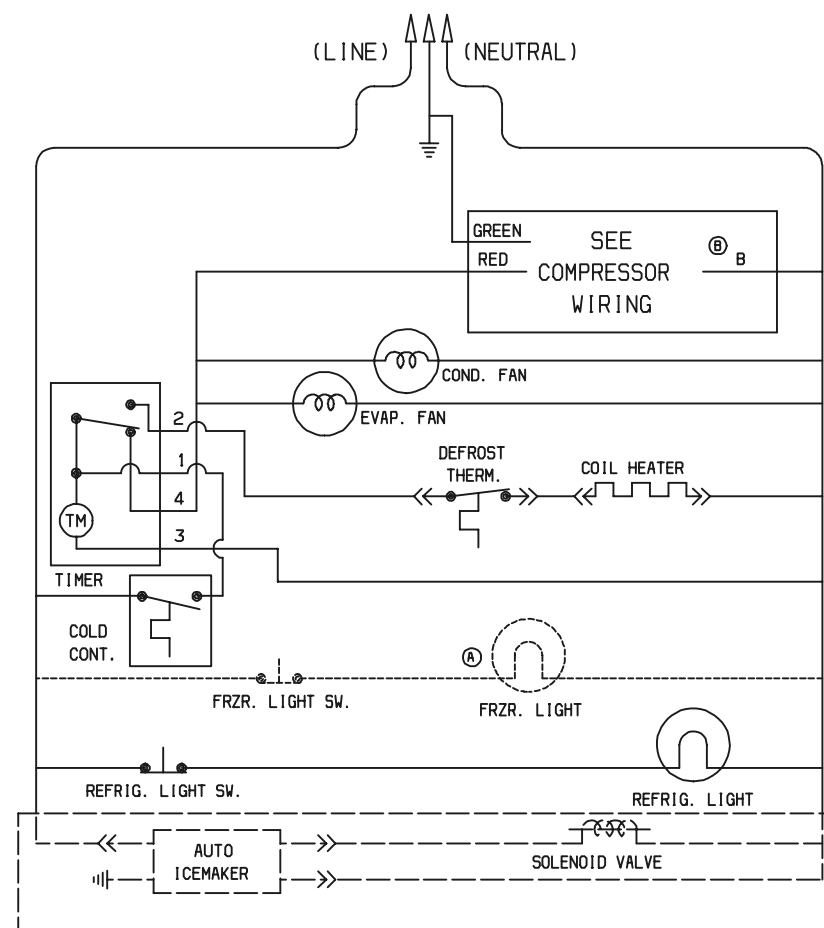 (LINE) (NEUTRAL)
GREEN
SEE
B
RED
COMPRESSOR
B
WIRING
COND. FAN
EVAP. FAN
2
DEFROST
THERM.
COIL HEATER
1
4
TM
3
TIMER
COLD
CONT.
A
FRZR. LIGHT SW.
FRZR. LIGHT
REFRIG. LIGHT SW.
REFRIG. LIGHT
AUTO
ICEMAKER
SOLENOID VALVE